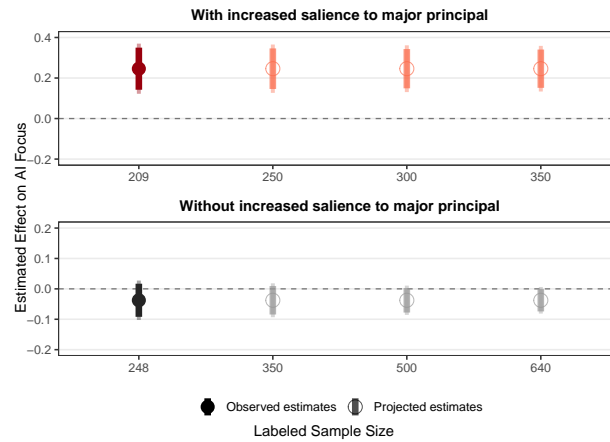 With increased salience to major principal
0.4
0.2
0.0
−0.2
209
250
300
350
Without increased salience to major principal
0.2
0.1
0.0
−0.1
−0.2
248
350
500
640
Estimated Effect on AI Focus
Observed estimates
Projected estimates
Labeled Sample Size